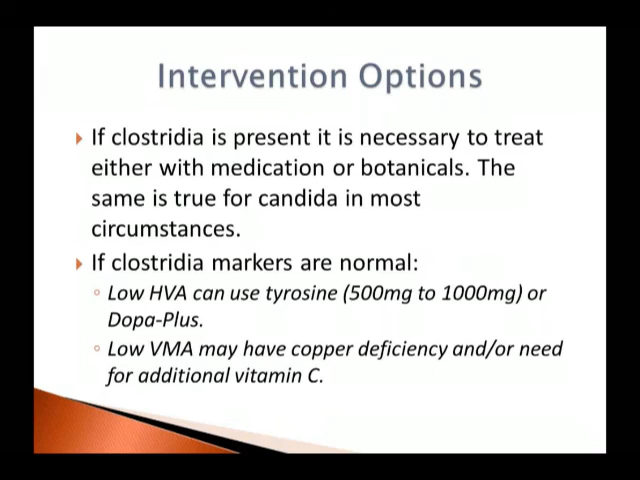 Intervention Options
If clostridia is present it is necessary to treat
either with medication or botanicals. The
same is true for candida in most
circumstances.
If clostridia markers are normal:
Low HVA can use tyrosine (500mg to 1000mg) or
Dopa-Plus.
Low VMA may have copper deficiency and/or need
for additional vitamin C.